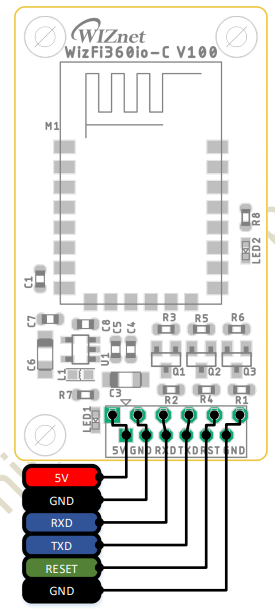 WIZnet
WizFi360io-C V100
M1
R8
LED2
C1
C7
C8
C5
C4
R3
R5
R6
C6
U1
L1
C3
Q1
Q2
Q3
R7
R2
R4
R1
LED1
5V GND RXD TXD RST GND
5V
GND
RXD
TXD
RESET
GND